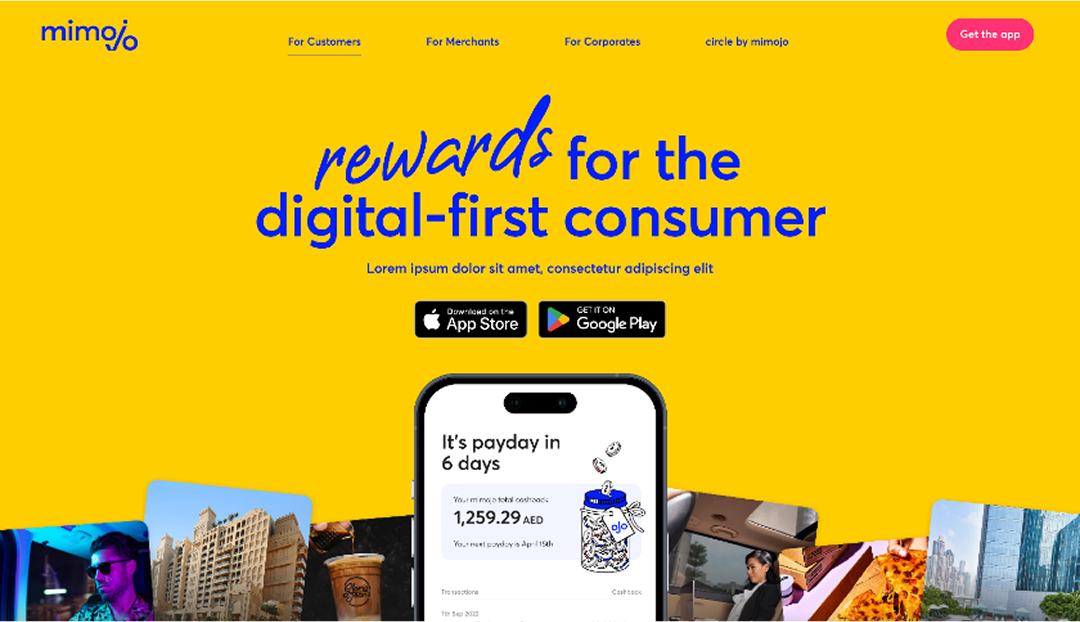 mimojo
For Customers
For Merchants
For Corporates
circle by mimojo
Get the app
rewards for the
digital-first consumer
Lorem ipsum dolor sit amet, consectetur adipiscing elit
Download on the
App Store
GET IT ON
Google Play
It's payday in
6 days
Your mimojo total cashback
1,259.29 AED
Your next payday is April 15th
ojo
Transactions Cashback
7th Sep 2023